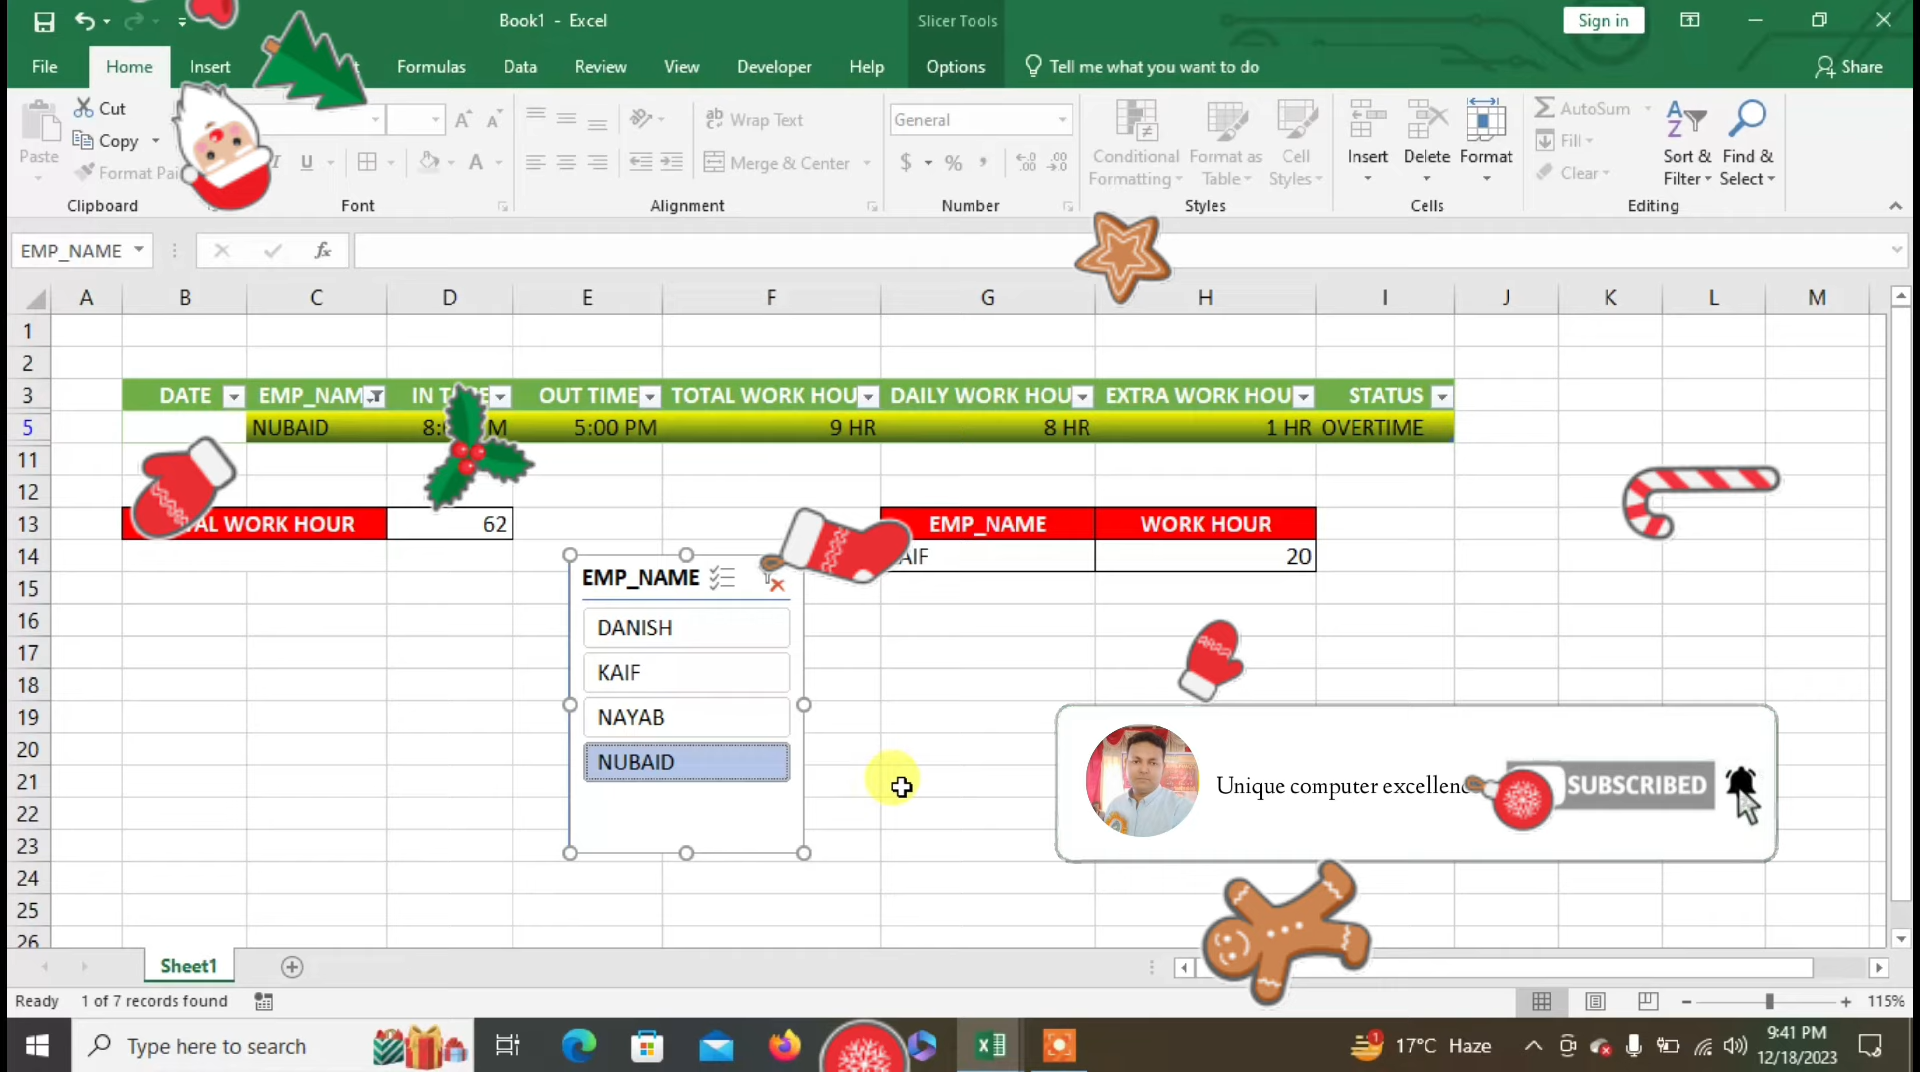 Book1 - Excel
Slicer Tools
Sign in
File
Home
Insert
Formulas
Data
Review
View
Developer
Help
Options
Tell me what you want to do
Share
Paste
Cut
Copy
Format
Clipboard
U
A
A
A
Font
ab
Wrap Text
Merge & Center
Alignment
General
$ % ,
Number
Conditional Formatting
Format as Table
Cell Styles
Styles
Insert
Delete
Format
Cells
AutoSum
Fill
Clear
Sort & Filter
Find & Select
Editing
EMP_NAME
fx
A B C D E F G H I J K L M
1
2
3 DATE EMP_NAM OUT TIME TOTAL WORK HOU DAILY WORK HOU EXTRA WORK HOU STATUS
5 NUBAID 5:00 PM 9 HR 8 HR 1 HR OVERTIME
11
12
13 WORK HOUR 62 EMP_NAME WORK HOUR
14 20
EMP_NAME
15
16 DANISH
17 KAIF
18
19 NAYAB
20 NUBAID
21
Unique computer
SUBSCRIBED
22
23
24
25
26
Sheet1
Ready
1 of 7 records found
115%
Type here to search
1
17°C Haze
9:41 PM
12/18/2023